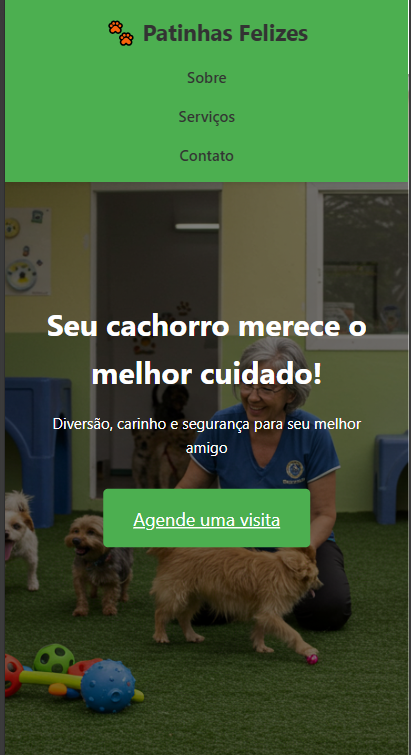 Patinhas Felizes
Sobre
Serviços
Contato
Seu cachorro merece o
melhor cuidado!
Diversão, carinho e segurança para seu melhor
amigo
Agende uma visita